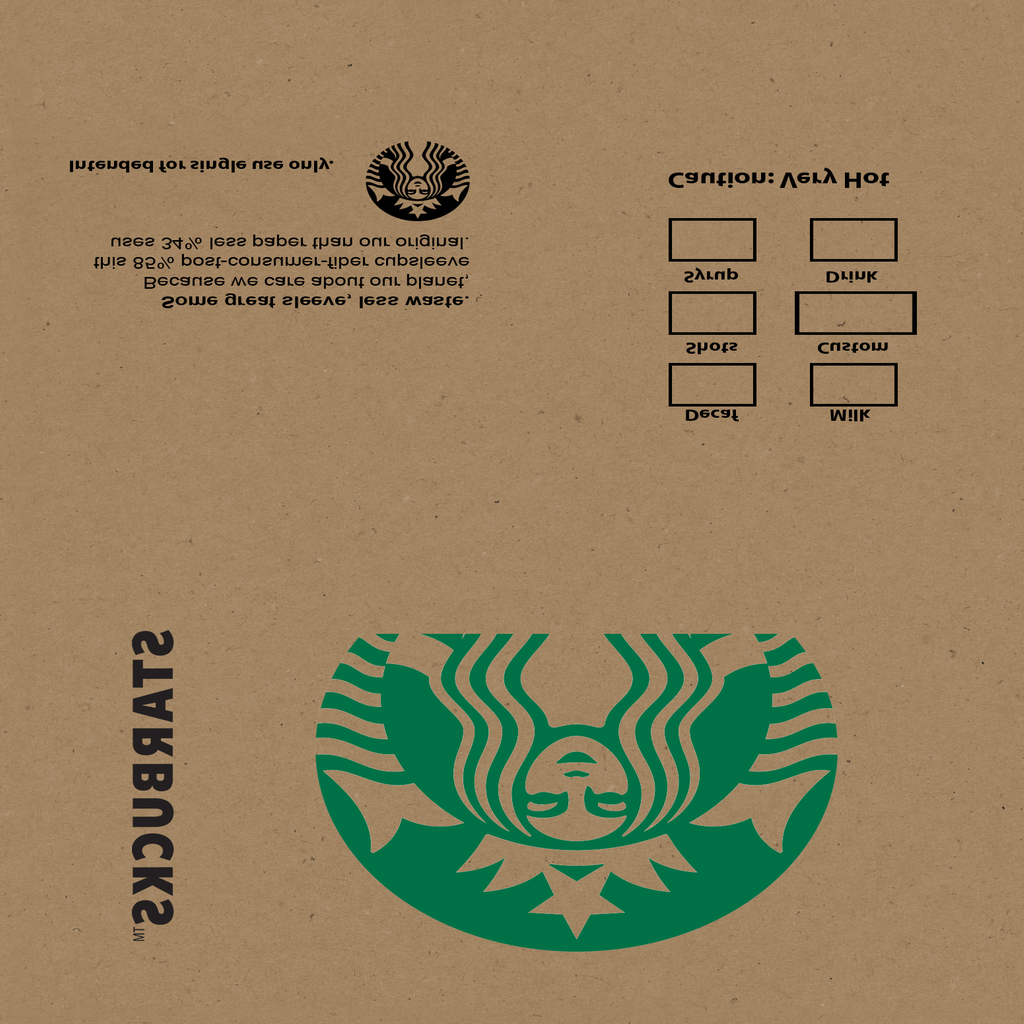 Some great sleeve, less waste.
Because we care about our planet,
this 85% post-consumer-fiber cupsleeve
uses 34% less paper than our original.
Intended for single use only.
Decaf
Milk
Shots
Custom
Syrup
Drink
Caution: Very Hot
STARBUCKS™